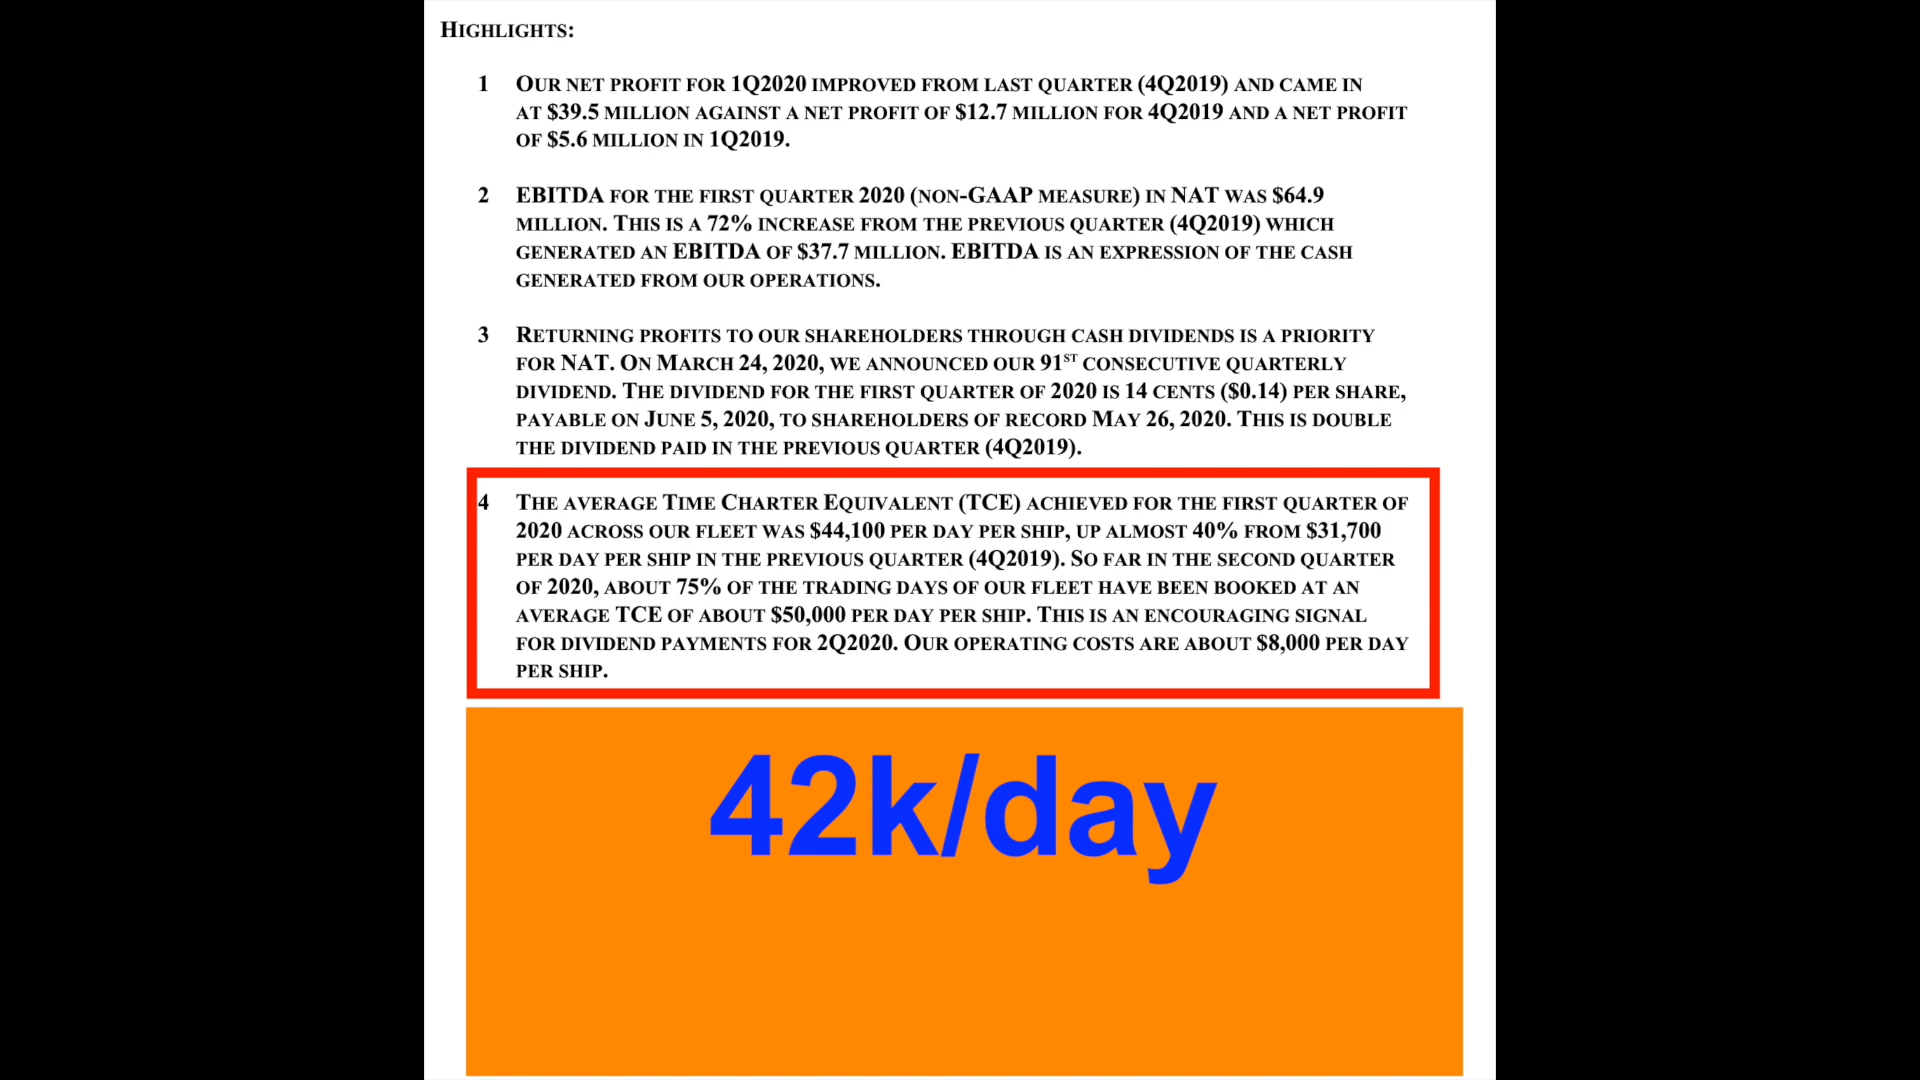 HIGHLIGHTS:
1 OUR NET PROFIT FOR 1Q2020 IMPROVED FROM LAST QUARTER (4Q2019) AND CAME IN
AT $39.5 MILLION AGAINST A NET PROFIT OF $12.7 MILLION FOR 4Q2019 AND A NET PROFIT
OF $5.6 MILLION IN 1Q2019.
2 EBITDA FOR THE FIRST QUARTER 2020 (NON-GAAP MEASURE) IN NAT WAS $64.9
MILLION. THIS IS A 72% INCREASE FROM THE PREVIOUS QUARTER (4Q2019) WHICH
GENERATED AN EBITDA OF $37.7 MILLION. EBITDA IS AN EXPRESSION OF THE CASH
GENERATED FROM OUR OPERATIONS.
3 RETURNING PROFITS TO OUR SHAREHOLDERS THROUGH CASH DIVIDENDS IS A PRIORITY
FOR NAT. ON MARCH 24, 2020, WE ANNOUNCED OUR 91ST CONSECUTIVE QUARTERLY
DIVIDEND. THE DIVIDEND FOR THE FIRST QUARTER OF 2020 IS 14 CENTS ($0.14) PER SHARE,
PAYABLE ON JUNE 5, 2020, TO SHAREHOLDERS OF RECORD MAY 26, 2020. THIS IS DOUBLE
THE DIVIDEND PAID IN THE PREVIOUS QUARTER (4Q2019).
4 THE AVERAGE TIME CHARTER EQUIVALENT (TCE) ACHIEVED FOR THE FIRST QUARTER OF
2020 ACROSS OUR FLEET WAS $44,100 PER DAY PER SHIP, UP ALMOST 40% FROM $31,700
PER DAY PER SHIP IN THE PREVIOUS QUARTER (4Q2019). SO FAR IN THE SECOND QUARTER
OF 2020, ABOUT 75% OF THE TRADING DAYS OF OUR FLEET HAVE BEEN BOOKED AT AN
AVERAGE TCE OF ABOUT $50,000 PER DAY PER SHIP. THIS IS AN ENCOURAGING SIGNAL
FOR DIVIDEND PAYMENTS FOR 2Q2020. OUR OPERATING COSTS ARE ABOUT $8,000 PER DAY
PER SHIP.
42k/day